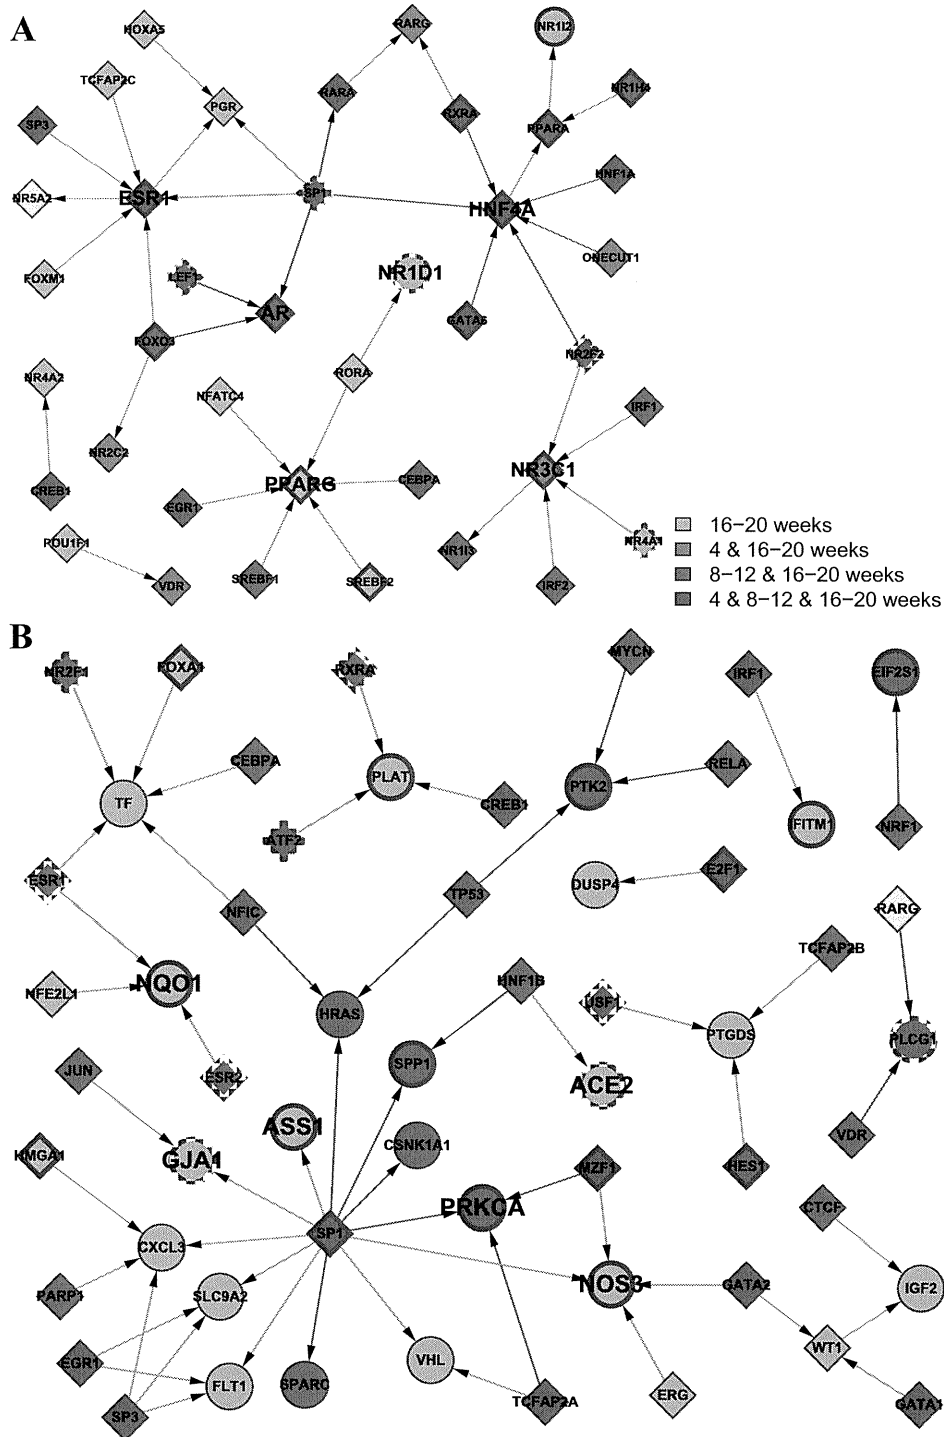 A
HOXA5
RARG
NR1I2
TCFAP2C
PGR
RARA
RXRA
NR1H4
PPARA
SP3
NR5A2
ESR1
SP1
HNF4A
HNF1A
FOXM1
LEF1
AR
NR1D1
ONECUT1
FOXO3
GATA6
NR2F2
NR4A2
NFATC4
RORA
IRF1
NR2C2
CREB1
PPARG
CEBPA
NR3C1
EGR1
POU1F1
VDR
SREBF1
SREBF2
NR1I3
IRF2
NR4A1
16-20 weeks
4 & 16-20 weeks
8-12 & 16-20 weeks
4 & 8-12 & 16-20 weeks
B
NR2F1
FOXA1
RXRA
MYCN
IRF1
EIF2S1
CEBPA
PLAT
PTK2
RELA
TF
CREB1
IFITM1
NRF1
ATF2
ESR1
NFIC
TP53
DUSP4
E2F1
RARG
TCFAP2B
NFE2L1
NQO1
HRAS
HNF1B
USF1
PTGDS
PLCG1
JUN
ESR2
SPP1
ACE2
ASS1
CSNK1A1
VDR
HMGA1
GJA1
MZF1
HES1
PRKCA
CTCF
CXCL3
SP1
PARP1
SLC9A2
NOS3
GATA2
IGF2
EGR1
FLT1
SPARC
VHL
WT1
SP3
TCFAP2A
ERG
GATA1